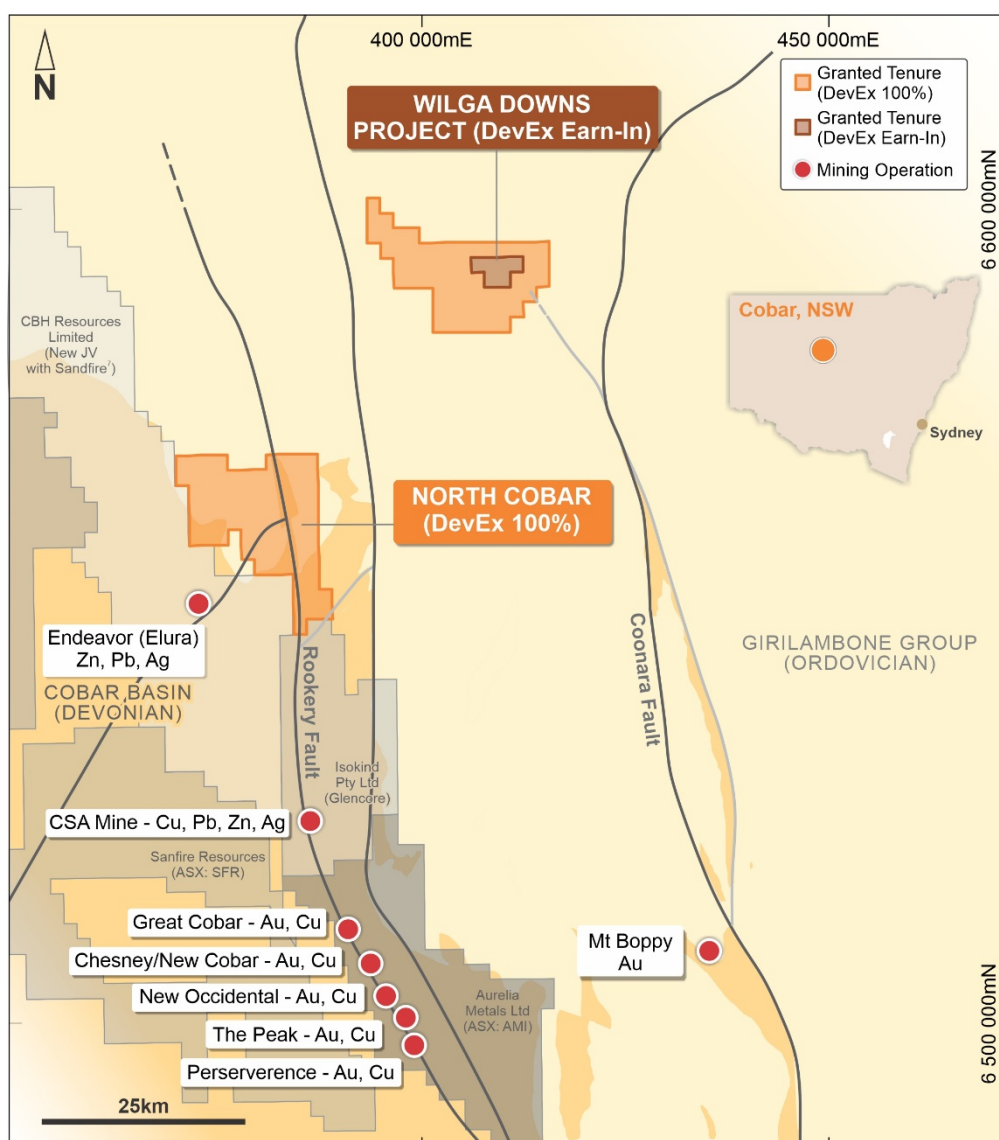 400 000mE
450 000mE
N
WILGA DOWNS
PROJECT (DevEx Earn-In)
Granted Tenure
(DevEx 100%)
Granted Tenure
(DevEx Earn-In)
Mining Operation
6 600 000mN
CBH Resources
Limited
(New JV
with Sandfire⁷)
Cobar, NSW
Sydney
NORTH COBAR
(DevEx 100%)
Endeavor (Elura)
Zn, Pb, Ag
COBAR BASIN
(DEVONIAN)
Rookery Fault
Coonara Fault
GIRILAMBONE GROUP
(ORDOVICIAN)
Isokind
Pty Ltd
(Glencore)
CSA Mine - Cu, Pb, Zn, Ag
Sanfire Resources
(ASX: SFR)
Great Cobar - Au, Cu
Chesney/New Cobar - Au, Cu
New Occidental - Au, Cu
The Peak - Au, Cu
Perserverence - Au, Cu
Mt Boppy
Au
Aurelia
Metals Ltd
(ASX: AMI)
6 500 000mN
25km